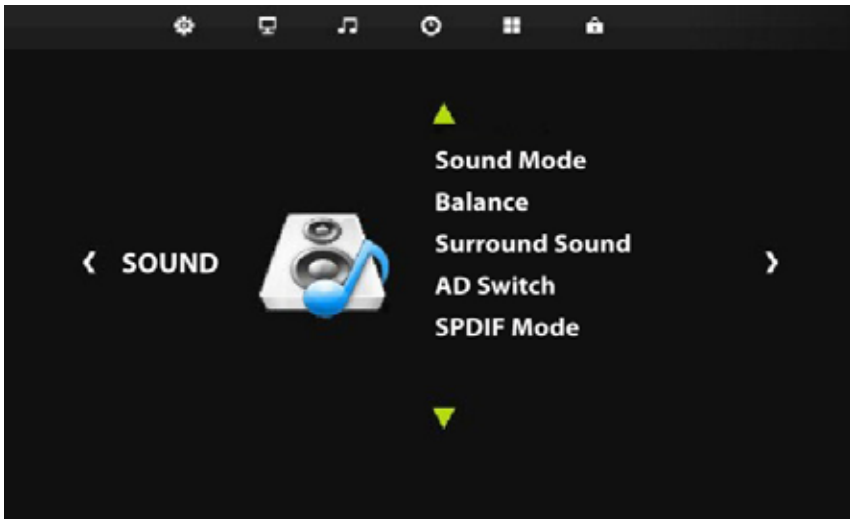 SOUND
Sound Mode
Balance
Surround Sound
AD Switch
SPDIF Mode